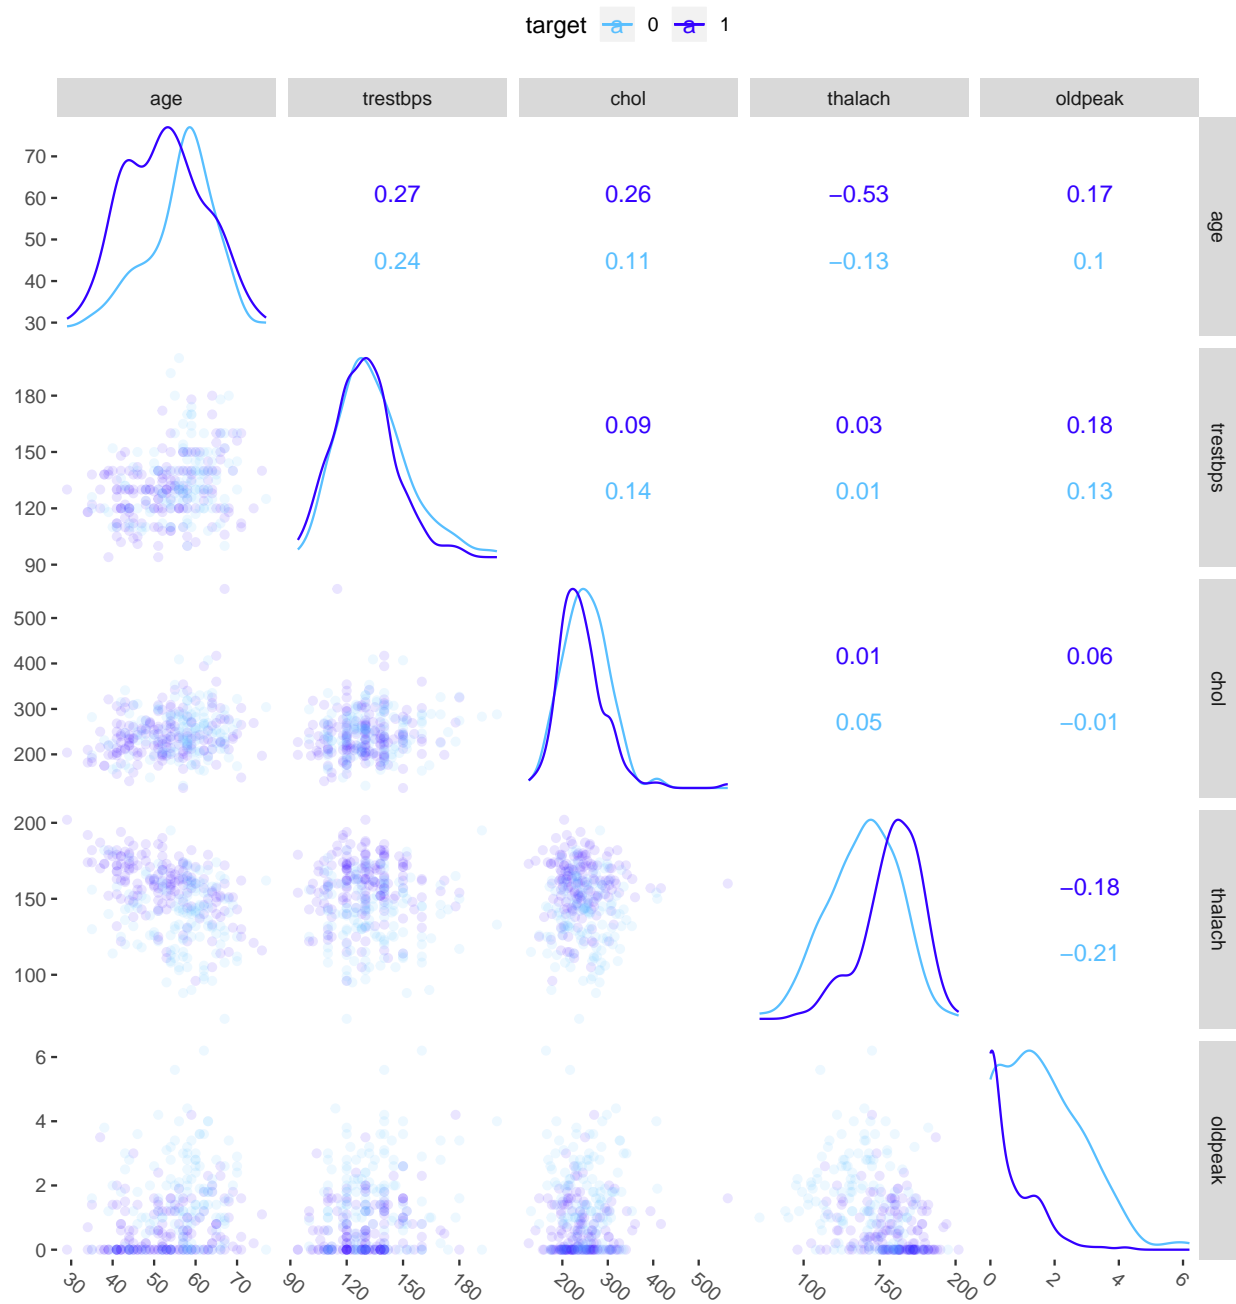 target a 0 a 1
age trestbps chol thalach oldpeak
70
60
50
40
30
0.27 0.26 −0.53 0.17
0.24 0.11 −0.13 0.1
age
180
150
120
90
0.09 0.03 0.18
0.14 0.01 0.13
trestbps
500
400
300
200
0.01 0.06
0.05 −0.01
chol
200
150
100
−0.18
−0.21
thalach
6
4
2
0
oldpeak
30 40 50 60 70 90 120 150 180 200 300 400 500 100 150 200 0 2 4 6